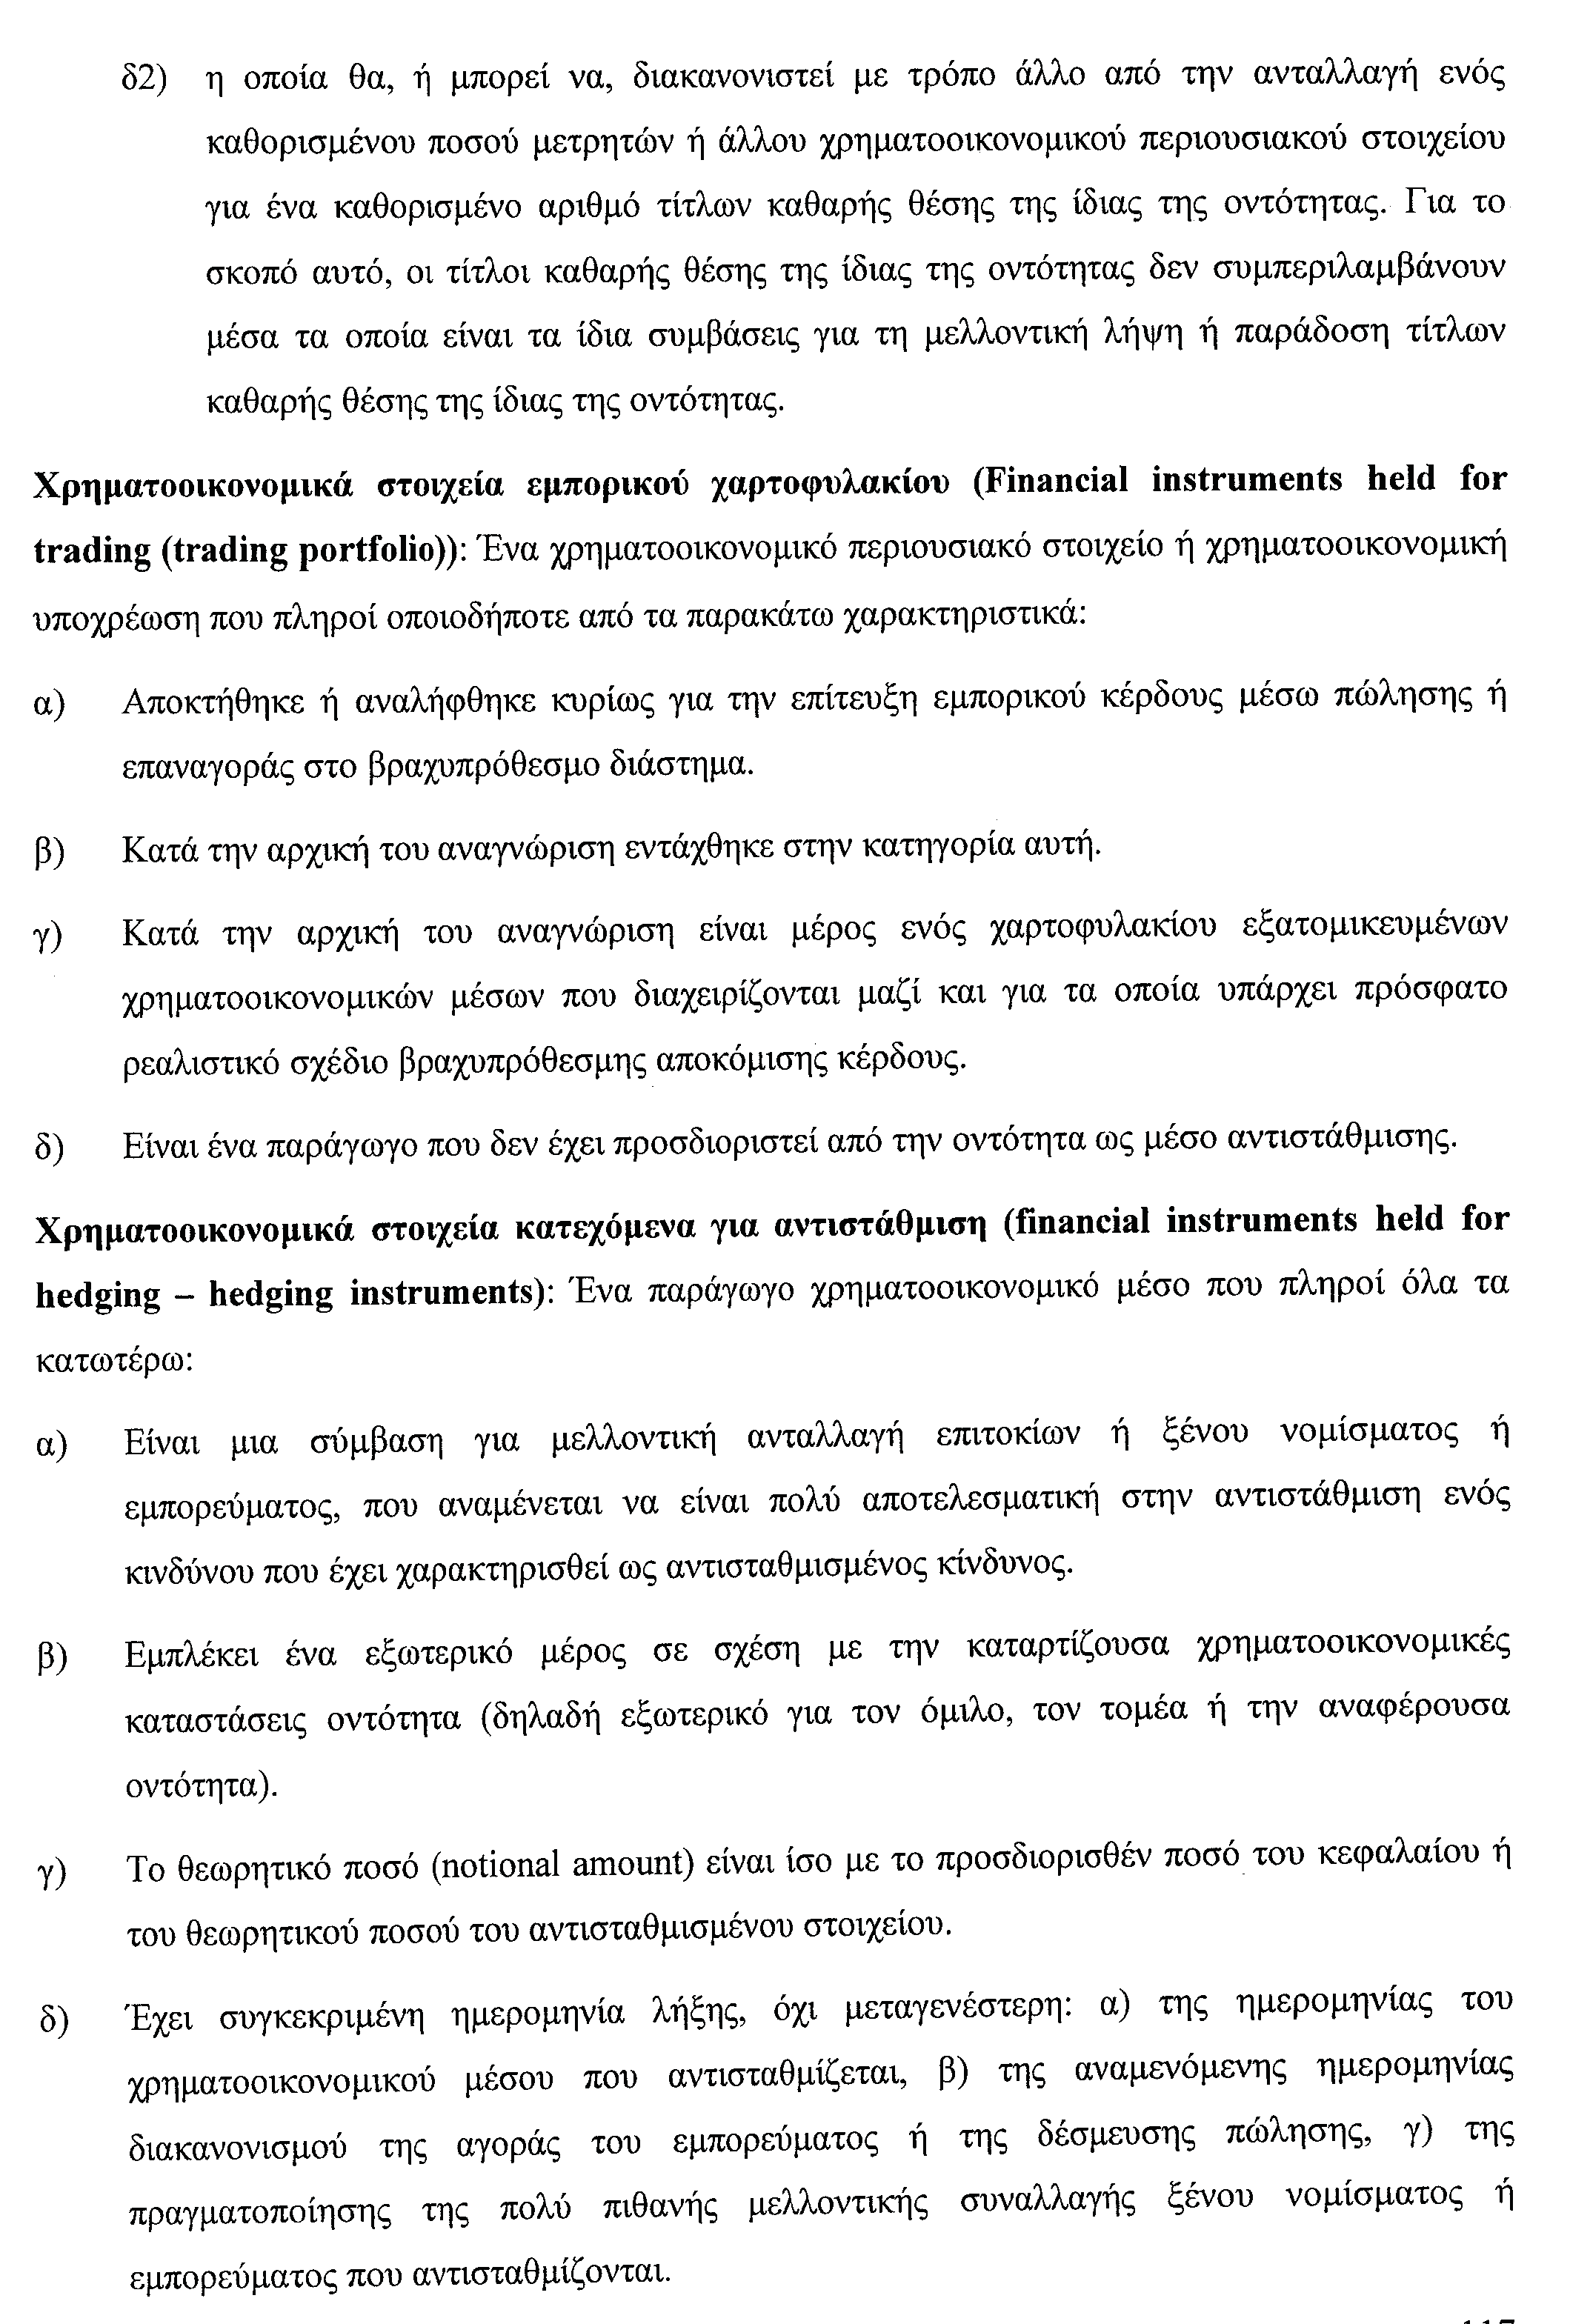 δ2) η οποία θα, ή μπορεί να, διακανονιστεί με τρόπο άλλο από την ανταλλαγή ενός
καθορισμένου ποσού μετρητών ή άλλου χρηματοοικονομικού περιουσιακού στοιχείου
για ένα καθορισμένο αριθμό τίτλων καθαρής θέσης της ίδιας της οντότητας. Για το
σκοπό αυτό, οι τίτλοι καθαρής θέσης της ίδιας της οντότητας δεν συμπεριλαμβάνουν
μέσα τα οποία είναι τα ίδια συμβάσεις για τη μελλοντική λήψη ή παράδοση τίτλων
καθαρής θέσης της ίδιας της οντότητας.
Χρηματοοικονομικά στοιχεία εμπορικού χαρτοφυλακίου (Financial instruments held for
trading (trading portfolio)): Ένα χρηματοοικονομικό περιουσιακό στοιχείο ή χρηματοοικονομική
υποχρέωση που πληροί οποιοδήποτε από τα παρακάτω χαρακτηριστικά:
α) Αποκτήθηκε ή αναλήφθηκε κυρίως για την επίτευξη εμπορικού κέρδους μέσω πώλησης ή
επαναγοράς στο βραχυπρόθεσμο διάστημα.
β) Κατά την αρχική του αναγνώριση εντάχθηκε στην κατηγορία αυτή.
γ) Κατά την αρχική του αναγνώριση είναι μέρος ενός χαρτοφυλακίου εξατομικευμένων
χρηματοοικονομικών μέσων που διαχειρίζονται μαζί και για τα οποία υπάρχει πρόσφατο
ρεαλιστικό σχέδιο βραχυπρόθεσμης αποκόμισης κέρδους.
δ) Είναι ένα παράγωγο που δεν έχει προσδιοριστεί από την οντότητα ως μέσο αντιστάθμισης.
Χρηματοοικονομικά στοιχεία κατεχόμενα για αντιστάθμιση (financial instruments held for
hedging – hedging instruments): Ένα παράγωγο χρηματοοικονομικό μέσο που πληροί όλα τα
κατωτέρω:
α) Είναι μια σύμβαση για μελλοντική ανταλλαγή επιτοκίων ή ξένου νομίσματος ή
εμπορεύματος, που αναμένεται να είναι πολύ αποτελεσματική στην αντιστάθμιση ενός
κινδύνου που έχει χαρακτηρισθεί ως αντισταθμισμένος κίνδυνος.
β) Εμπλέκει ένα εξωτερικό μέρος σε σχέση με την καταρτίζουσα χρηματοοικονομικές
καταστάσεις οντότητα (δηλαδή εξωτερικό για τον όμιλο, τον τομέα ή την αναφέρουσα
οντότητα).
γ) Το θεωρητικό ποσό (notional amount) είναι ίσο με το προσδιορισθέν ποσό του κεφαλαίου ή
του θεωρητικού ποσού του αντισταθμισμένου στοιχείου.
δ) Έχει συγκεκριμένη ημερομηνία λήξης, όχι μεταγενέστερη: α) της ημερομηνίας του
χρηματοοικονομικού μέσου που αντισταθμίζεται, β) της αναμενόμενης ημερομηνίας
διακανονισμού της αγοράς του εμπορεύματος ή της δέσμευσης πώλησης, γ) της
πραγματοποίησης της πολύ πιθανής μελλοντικής συναλλαγής ξένου νομίσματος ή
εμπορεύματος που αντισταθμίζονται.